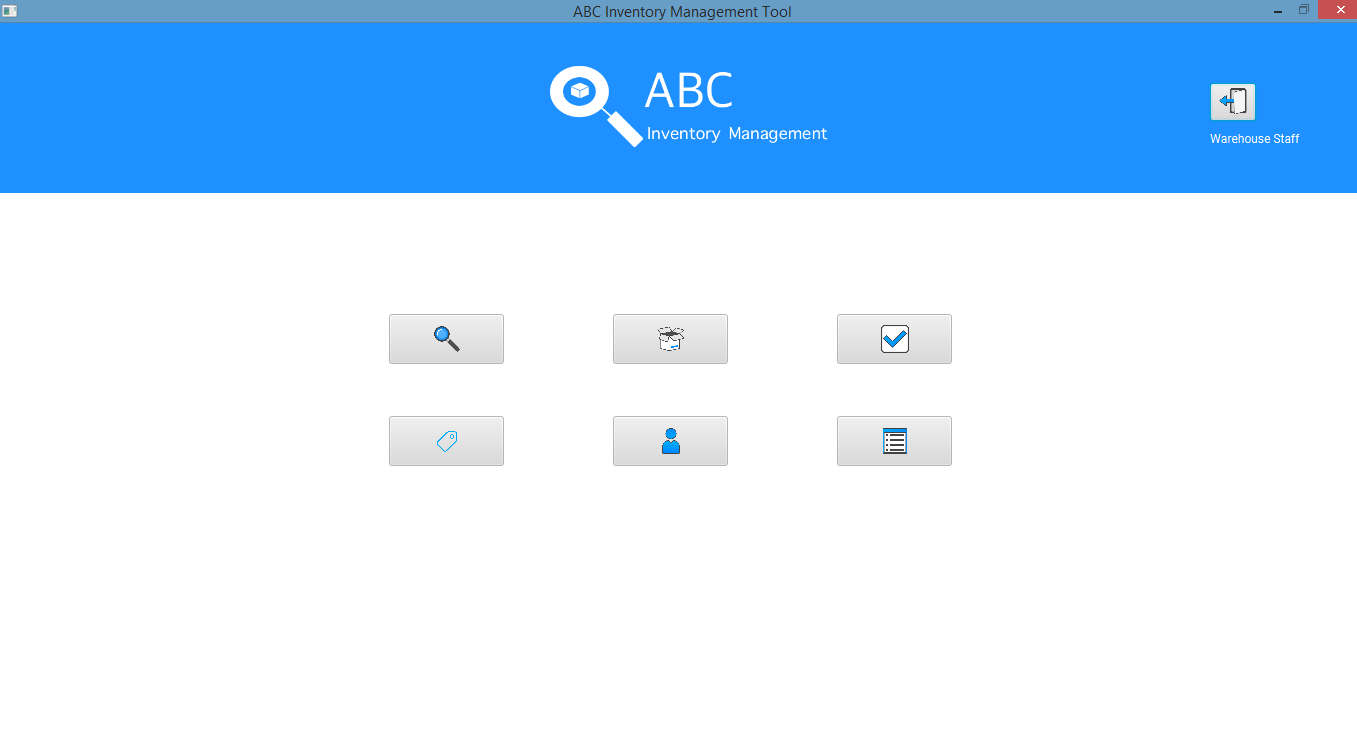 ABC Inventory Management Tool
ABC
Inventory Management
Warehouse Staff